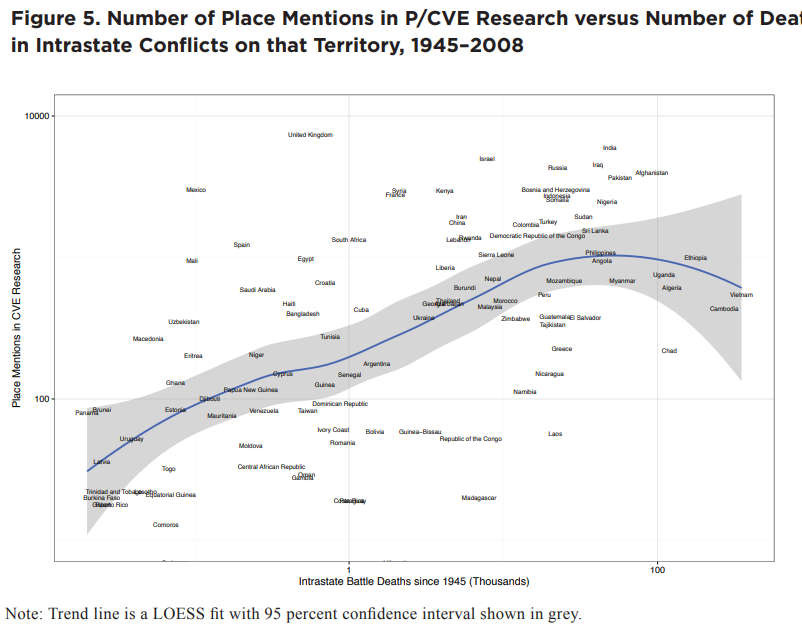 Figure 5. Number of Place Mentions in P/CVE Research versus Number of
in Intrastate Conflicts on that Territory, 1945–2008
10000
United Kingdom
India
Israel
Iraq
Russia
Afghanistan
Pakistan
Mexico
Syria
France
Kenya
Bosnia and Herzegovina
Indonesia
Somalia
Nigeria
Iran
China
Sudan
Turkey
Colombia
Sri Lanka
Lebanon
Rwanda
Democratic Republic of the Congo
South Africa
Spain
Sierra Leone
Philippines
Ethiopia
Mali
Egypt
Angola
Liberia
Uganda
Croatia
Nepal
Mozambique
Myanmar
Saudi Arabia
Burundi
Algeria
Peru
Vietnam
Haiti
Thailand
Georgia
Morocco
Malaysia
Cuba
Cambodia
Bangladesh
Ukraine
Zimbabwe
Guatemala
El Salvador
Uzbekistan
Tajikistan
Macedonia
Tunisia
Greece
Chad
Eritrea
Niger
Argentina
Cyprus
Senegal
Nicaragua
Ghana
Guinea
Papua New Guinea
Namibia
Djibouti
100
Dominican Republic
Panama
Brunei
Estonia
Mauritania
Venezuela
Taiwan
Ivory Coast
Bolivia
Guinea–Bissau
Laos
Uruguay
Republic of the Congo
Moldova
Romania
Latvia
Togo
Central African Republic
Oman
Gambia
Trinidad and Tobago
Lesotho
Equatorial Guinea
Burkina Faso
Madagascar
Puerto Rico
Comoros
Place Mentions in CVE Research
1
100
Intrastate Battle Deaths since 1945 (Thousands)
Note: Trend line is a LOESS fit with 95 percent confidence interval shown in grey.